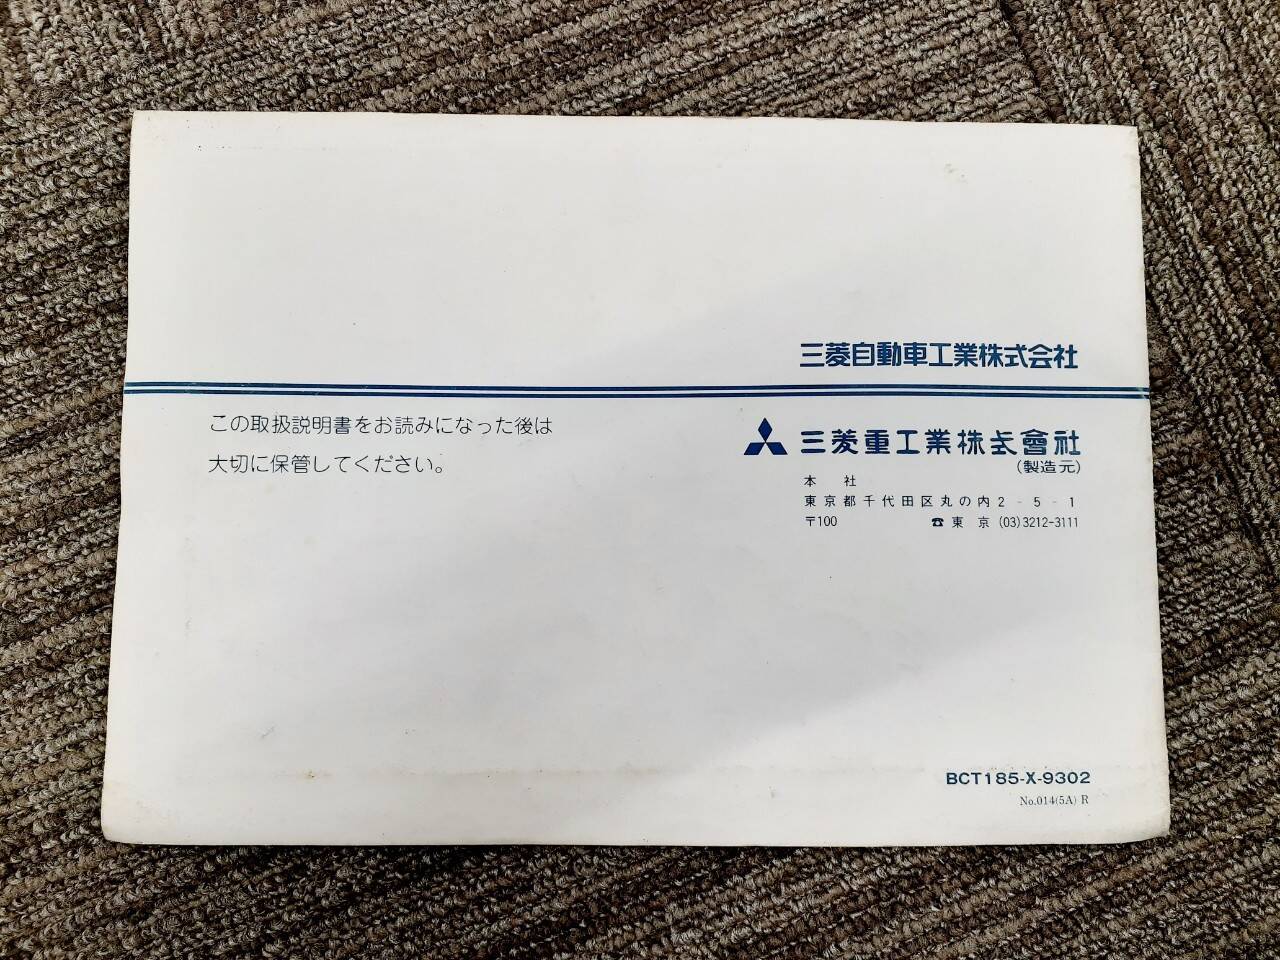 三菱自動車工業株式会社
この取扱説明書をお読みになった後は
大切に保管してください。
三菱重工業株式會社
(製造元)
本 社
東京都千代田区丸の内2-5-1
〒100 ☎東 京 (03)3212-3111
BCT185-X-9302
No.014(5A) R